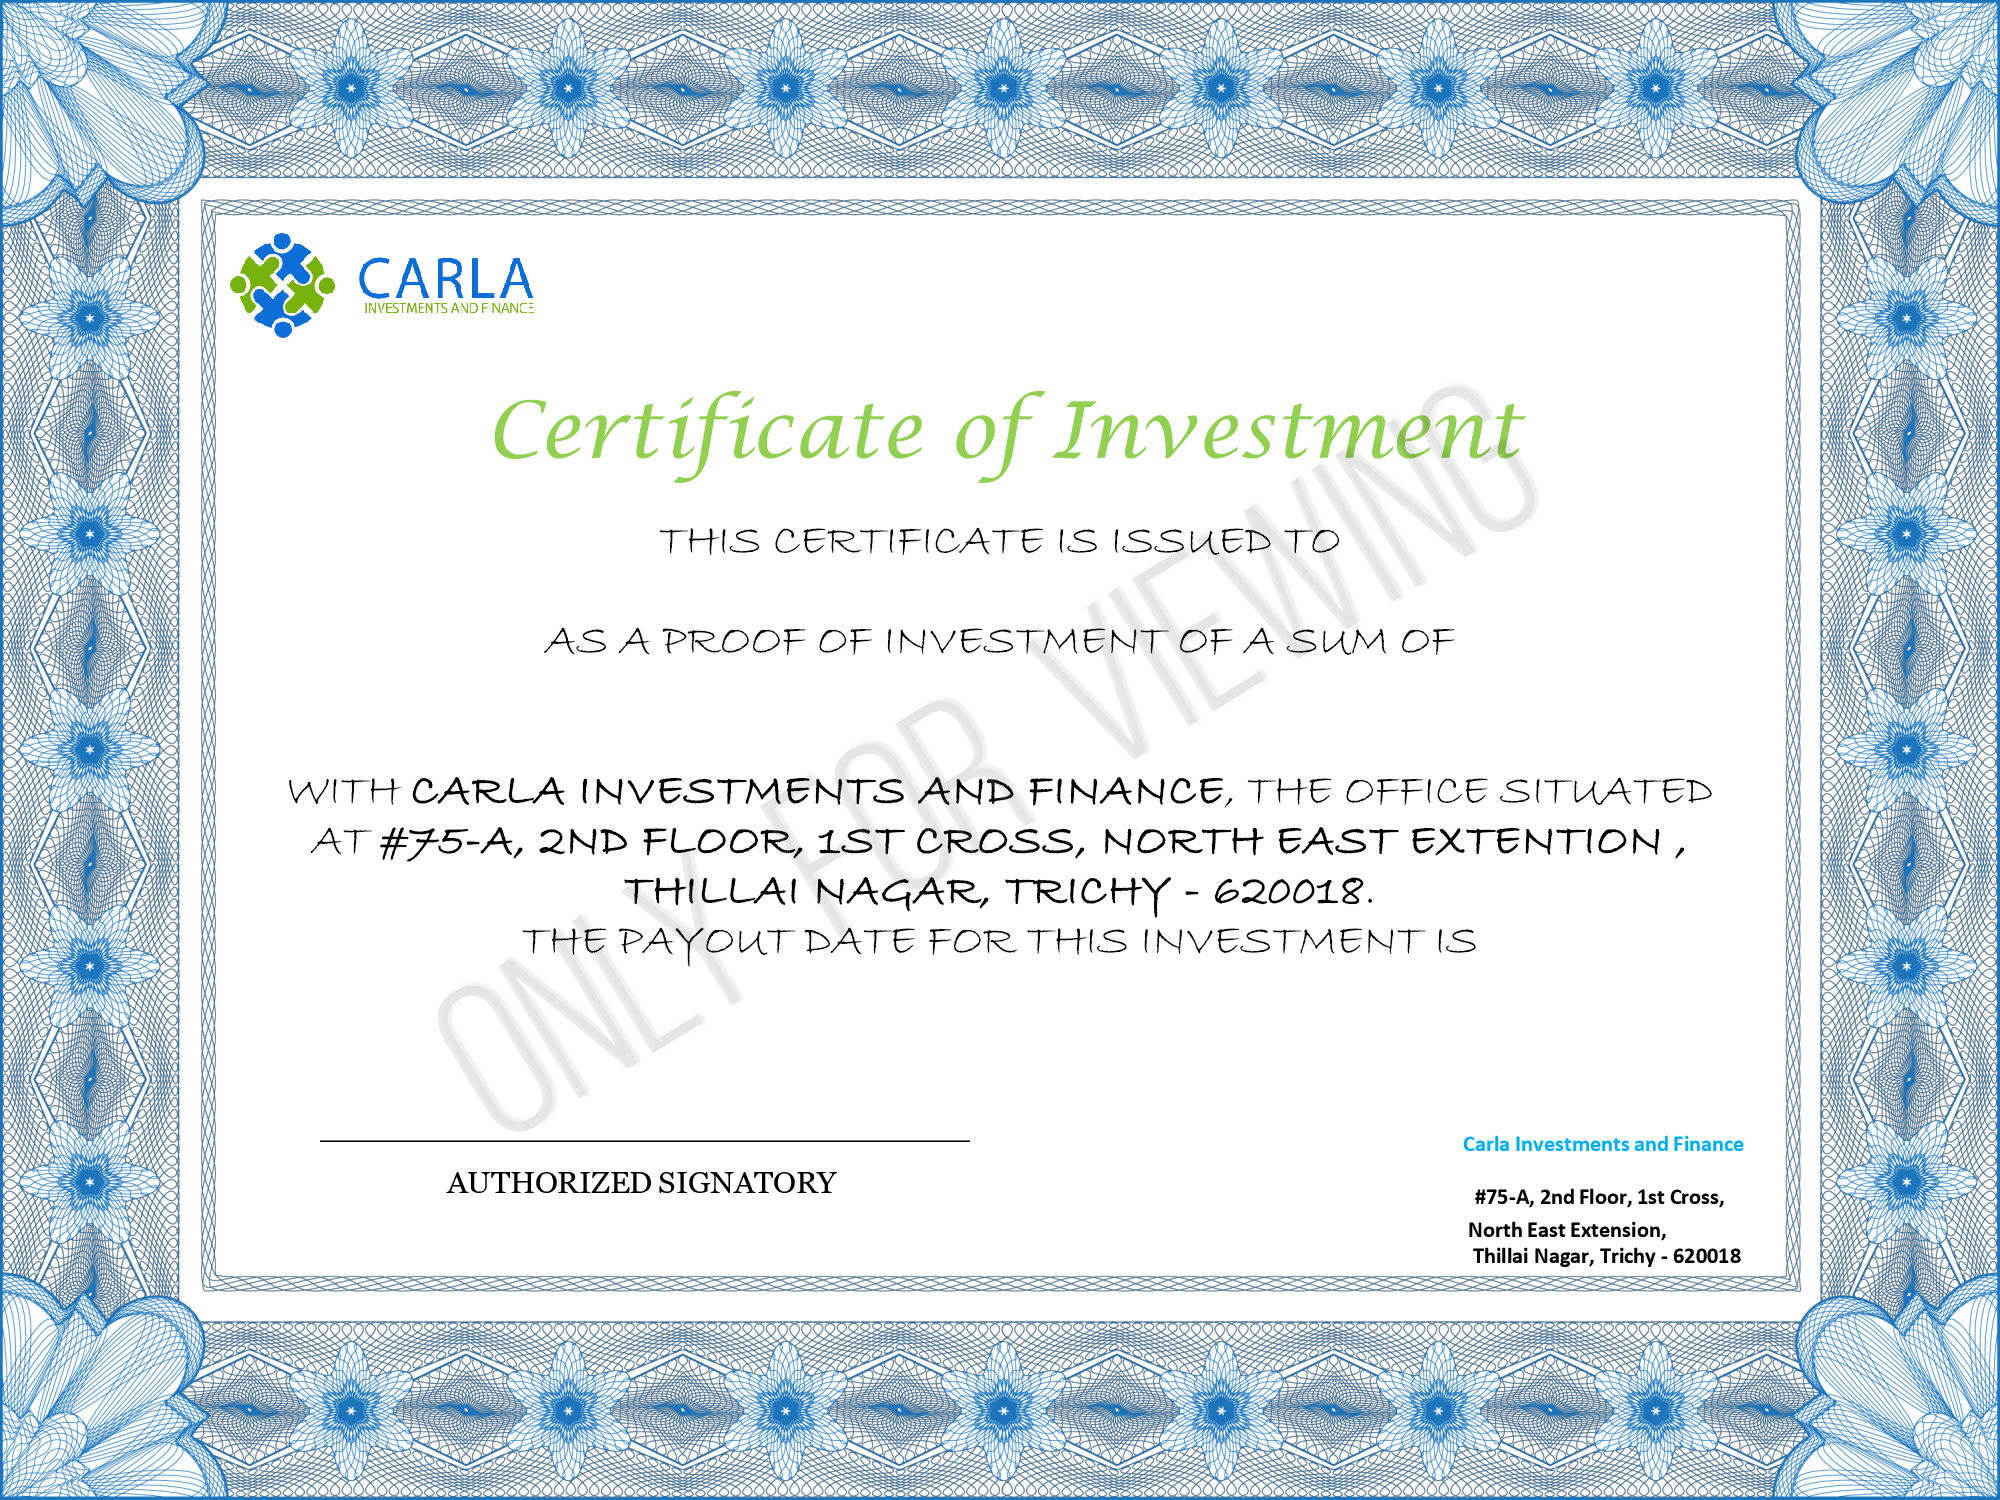 CARLA
INVESTMENTS AND FINANCE
Certificate of Investment
THIS CERTIFICATE IS ISSUED TO
AS A PROOF OF INVESTMENT OF A SUM OF
WITH CARLA INVESTMENTS AND FINANCE, THE OFFICE SITUATED
AT #75-A, 2ND FLOOR, 1ST CROSS, NORTH EAST EXTENTION ,
THILLAI NAGAR, TRICHY - 620018.
THE PAYOUT DATE FOR THIS INVESTMENT IS
ONLY FOR VIEWING
AUTHORIZED SIGNATORY
Carla Investments and Finance
#75-A, 2nd Floor, 1st Cross,
North East Extension,
Thillai Nagar, Trichy - 620018